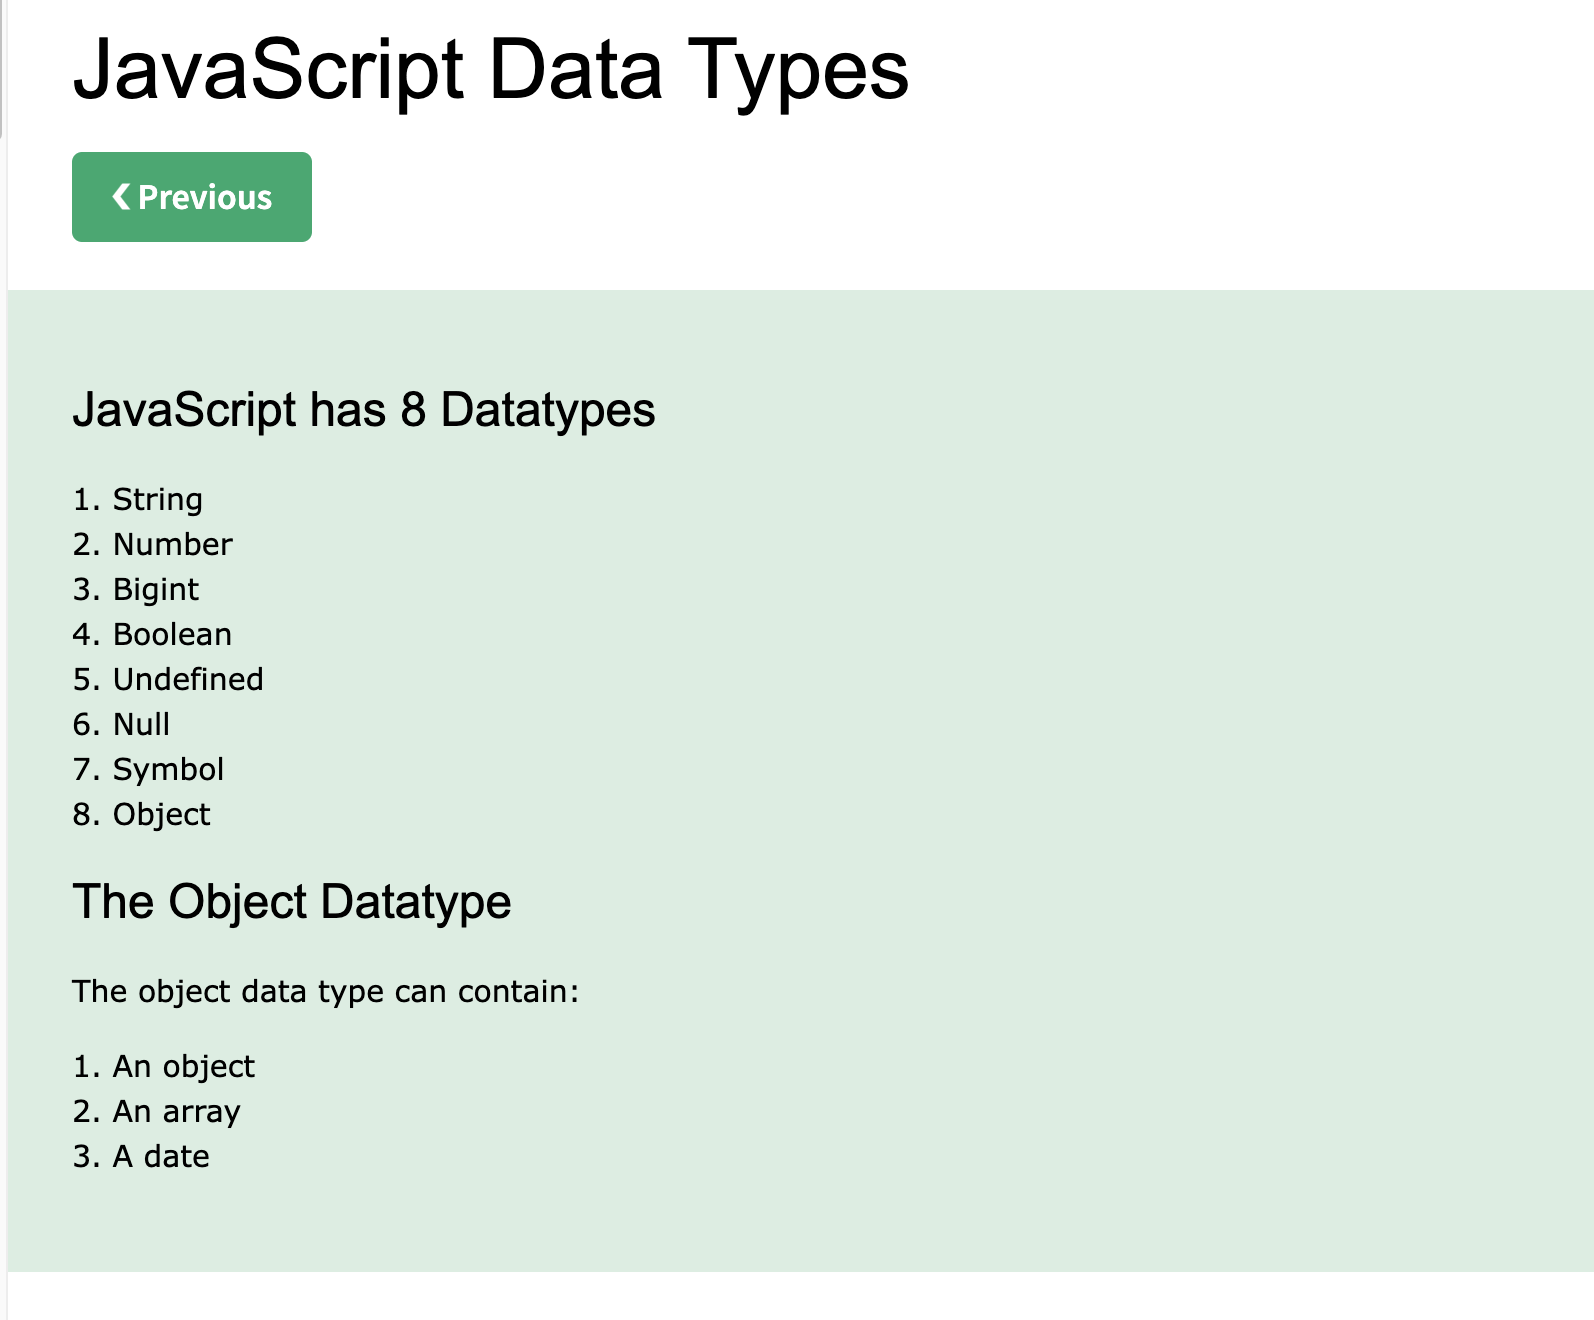 JavaScript Data Types
❮ Previous
JavaScript has 8 Datatypes
1. String
2. Number
3. Bigint
4. Boolean
5. Undefined
6. Null
7. Symbol
8. Object
The Object Datatype
The object data type can contain:
1. An object
2. An array
3. A date